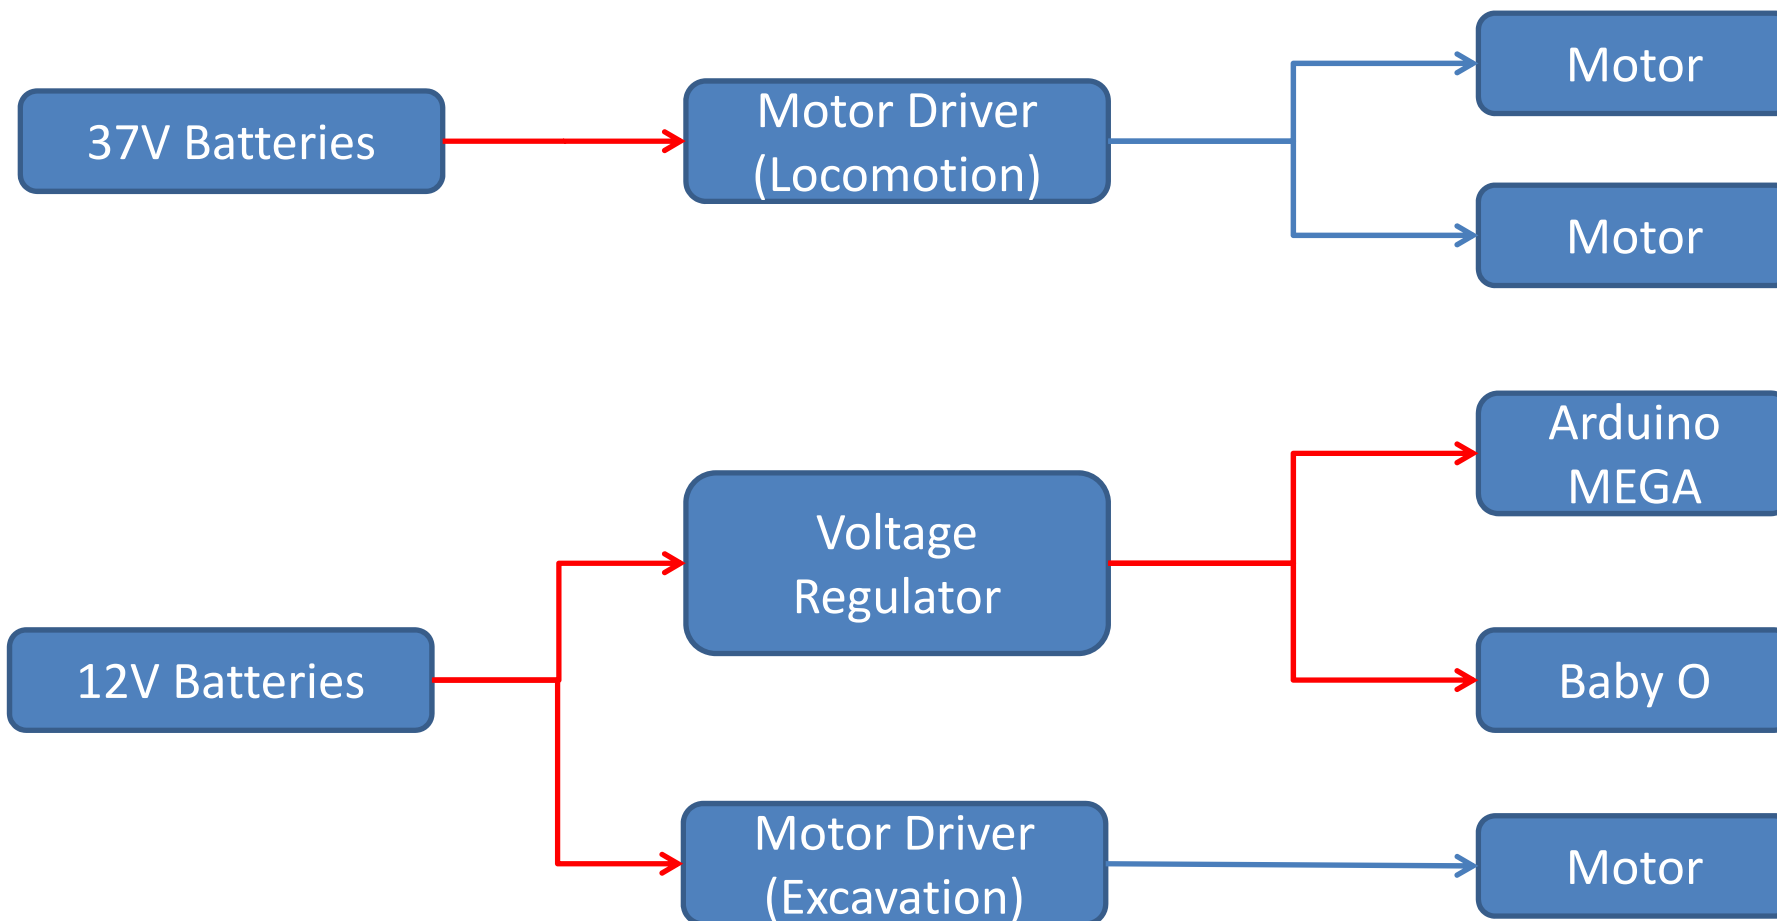 37V Batteries
Motor Driver
(Locomotion)
Motor
Motor
12V Batteries
Voltage
Regulator
Arduino
MEGA
Baby O
Motor Driver
(Excavation)
Motor